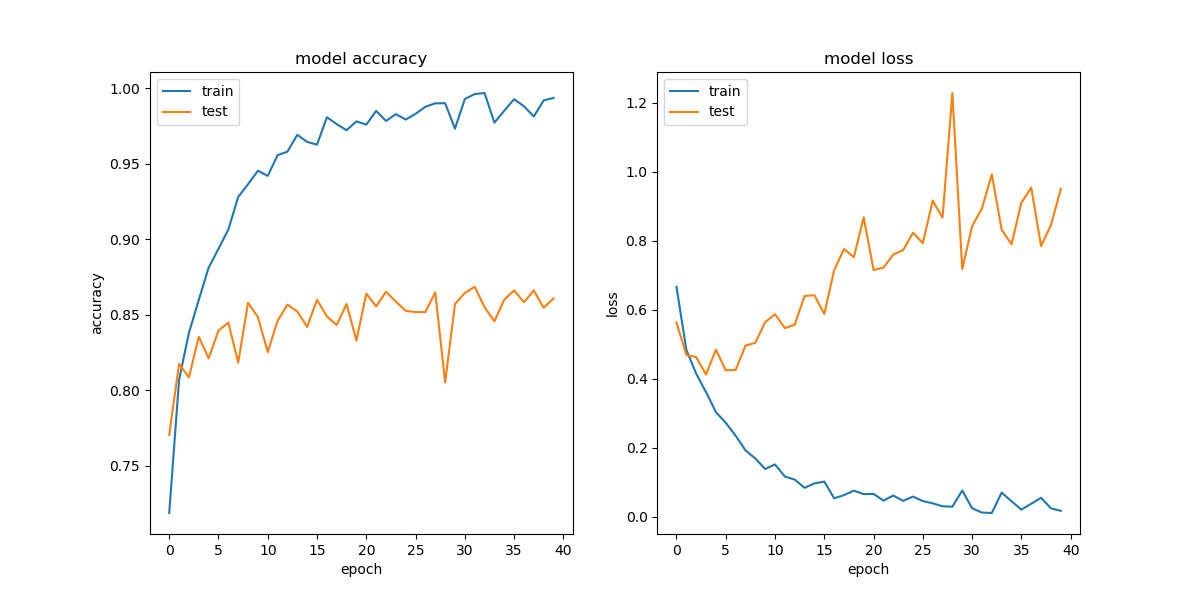 model accuracy
train
test
1.00
0.95
0.90
0.85
0.80
0.75
accuracy
0 5 10 15 20 25 30 35 40
epoch
model loss
train
test
1.2
1.0
0.8
0.6
0.4
0.2
0.0
loss
0 5 10 15 20 25 30 35 40
epoch